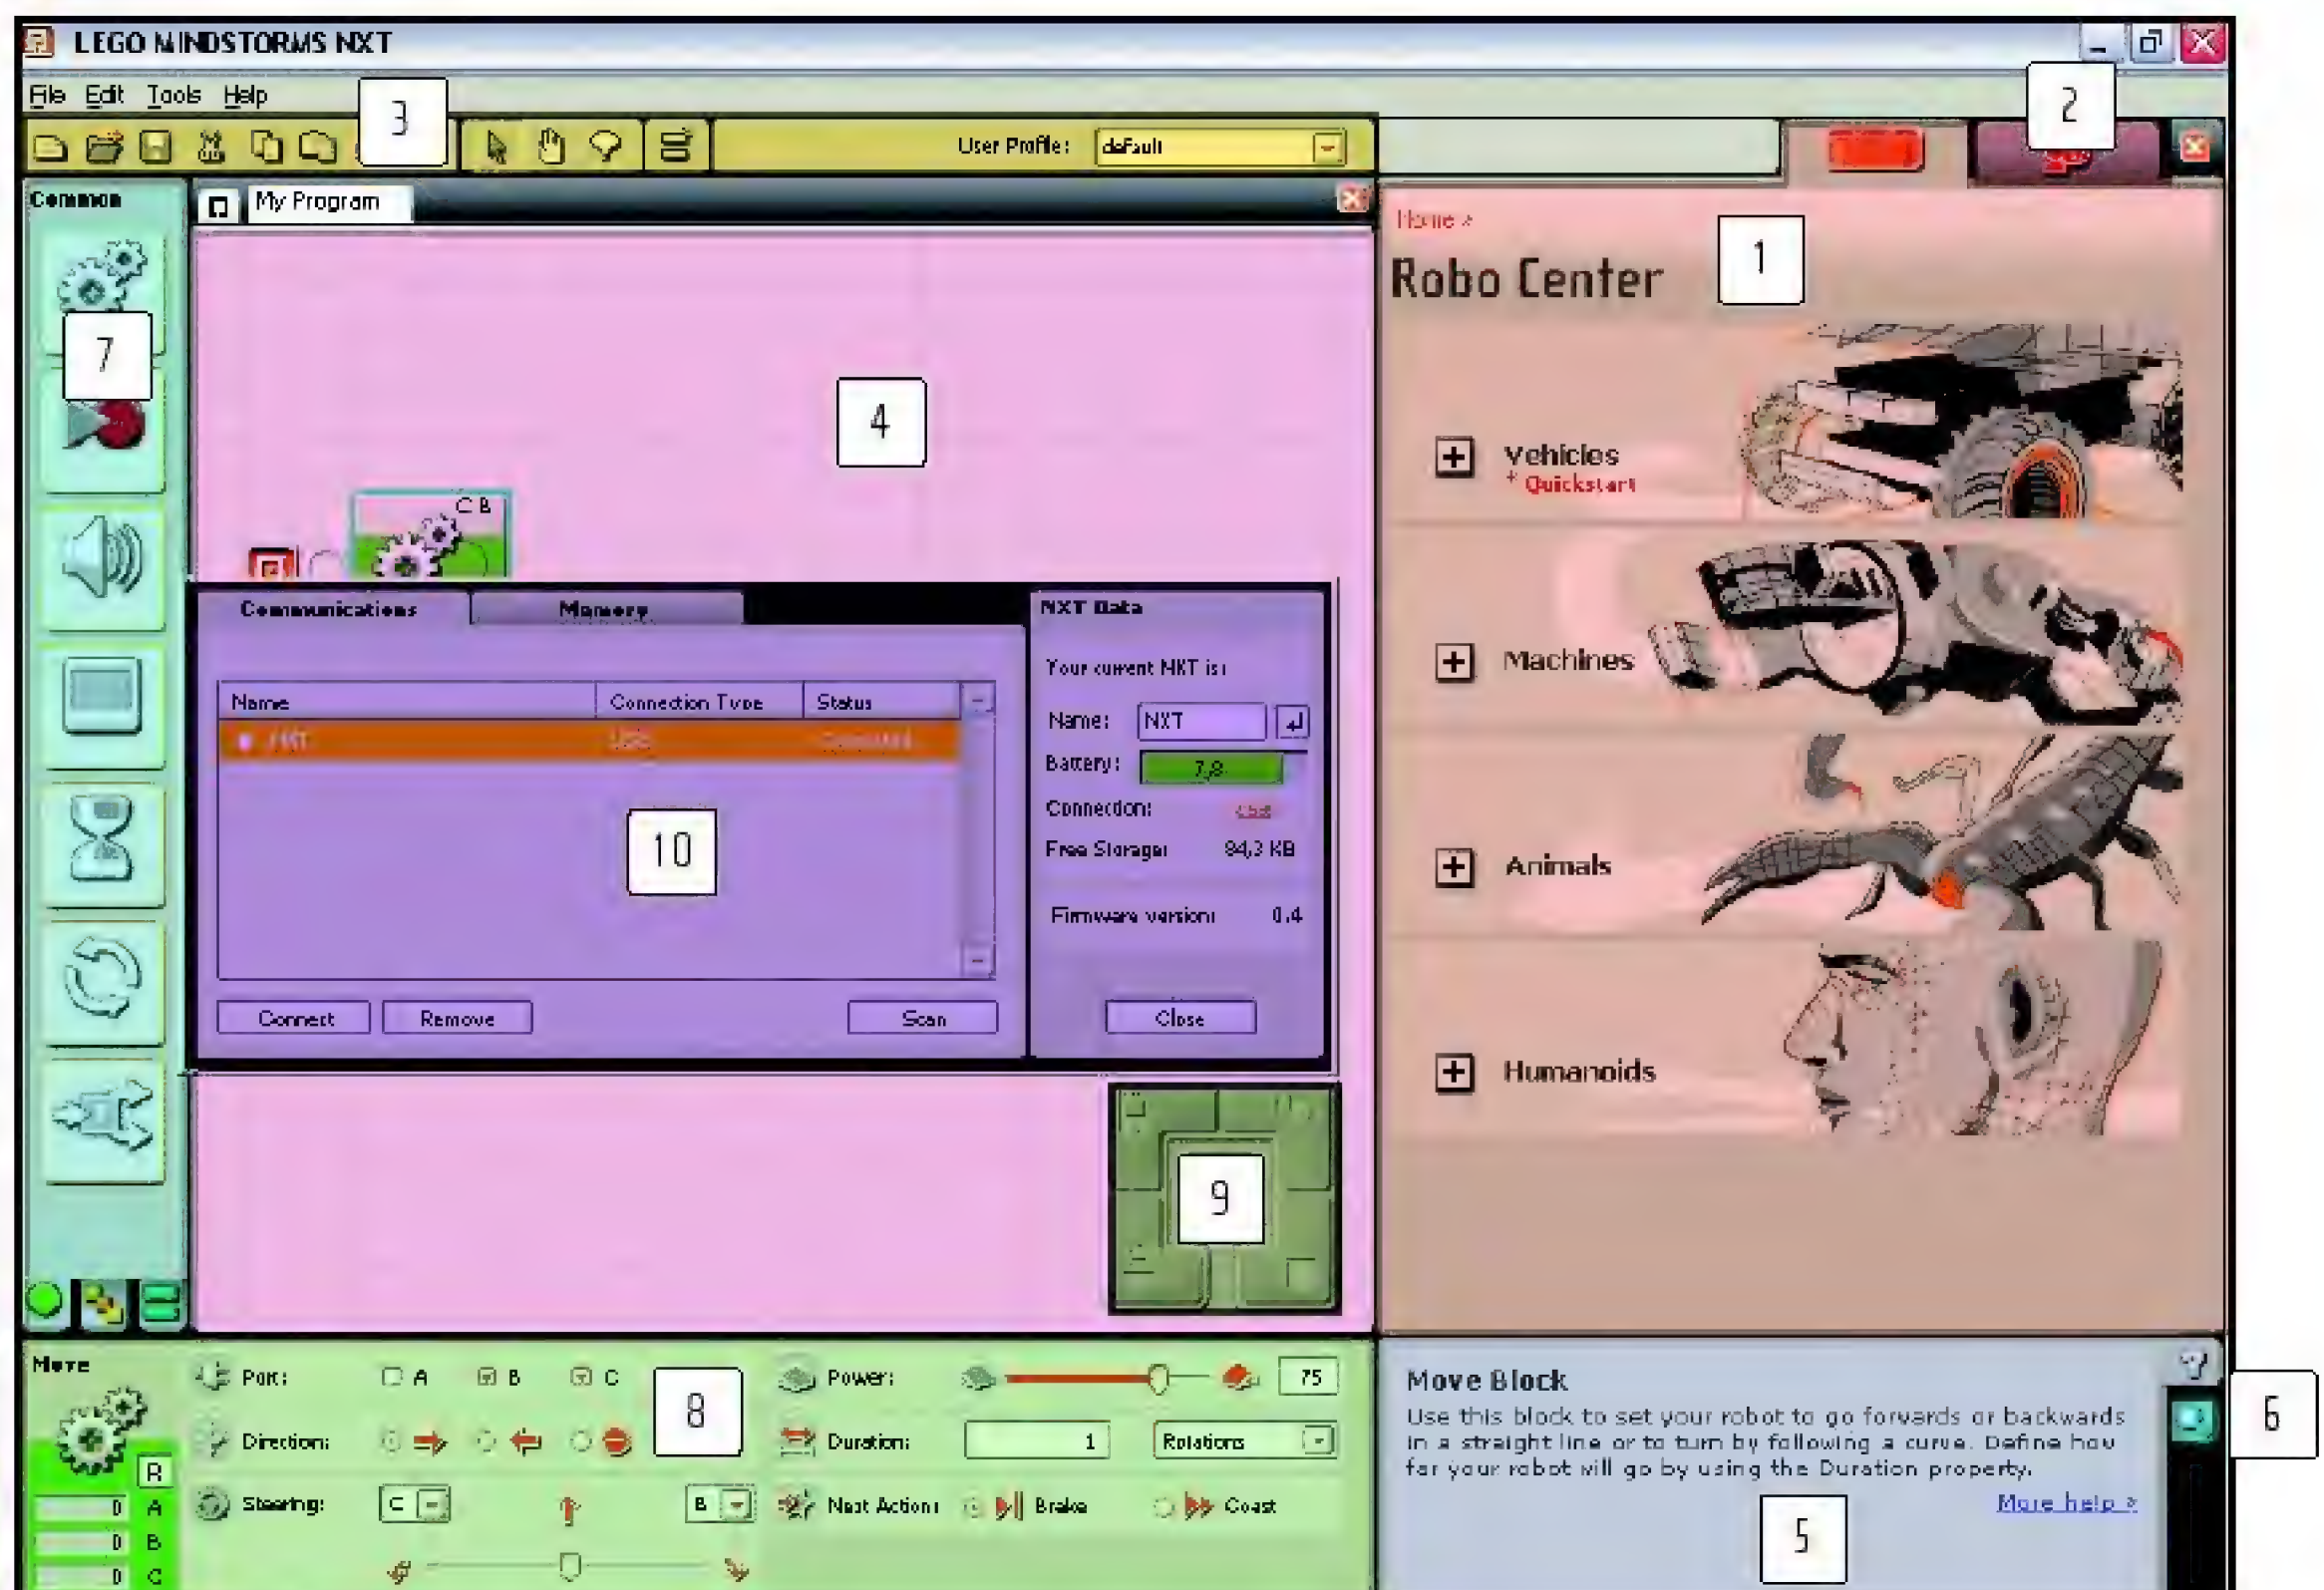 LEGO MINDSTORMS NXT
File Edit Tools Help
3
2
User Profile: default
Common
My Program
Home >
Robo Center
1
7
4
Vehicles
* Quickstart
C B
Machines
Communications
Memory
NXT Data
Your current NXT is:
Name
Connection Type
Status
Name: NXT
Battery: 7,8
Connection:
Animals
10
Free Storage: 84,3 KB
Firmware version: 0,4
Connect
Remove
Scan
Close
Humanoids
9
Move
Port: A B C
8
Power: 75
Move Block
6
Direction:
Duration: 1 Rotations
Use this block to set your robot to go forwards or backwards
in a straight line or to turn by following a curve. Define how
far your robot will go by using the Duration property.
R
0 A
Steering: C B
Next Action: Brake Coast
More help >
0 B
5
0 C